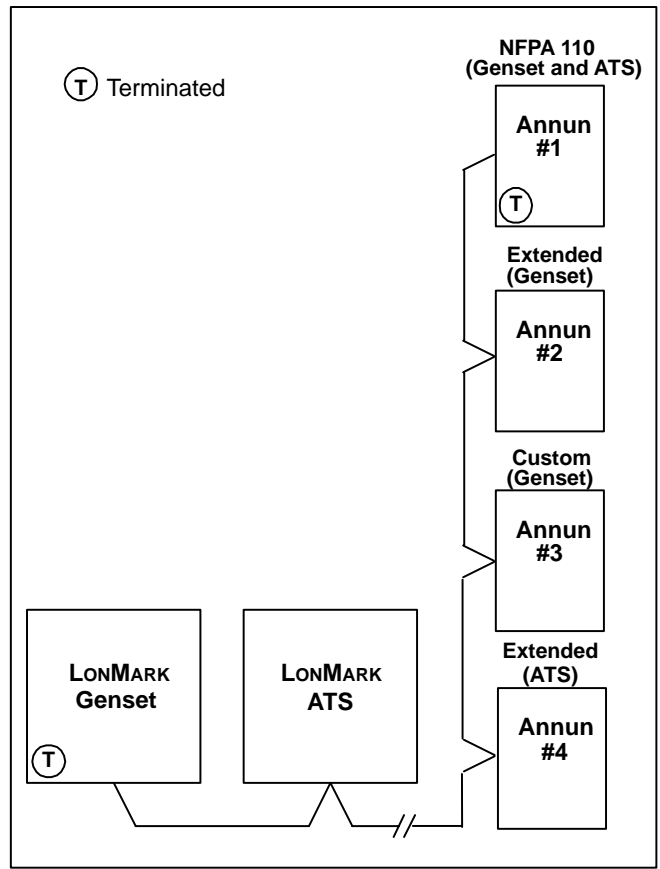 T Terminated
NFPA 110
(Genset and ATS)
Annun
#1
T
Extended
(Genset)
Annun
#2
Custom
(Genset)
Annun
#3
LONMARK
Genset
T
LONMARK
ATS
Extended
(ATS)
Annun
#4